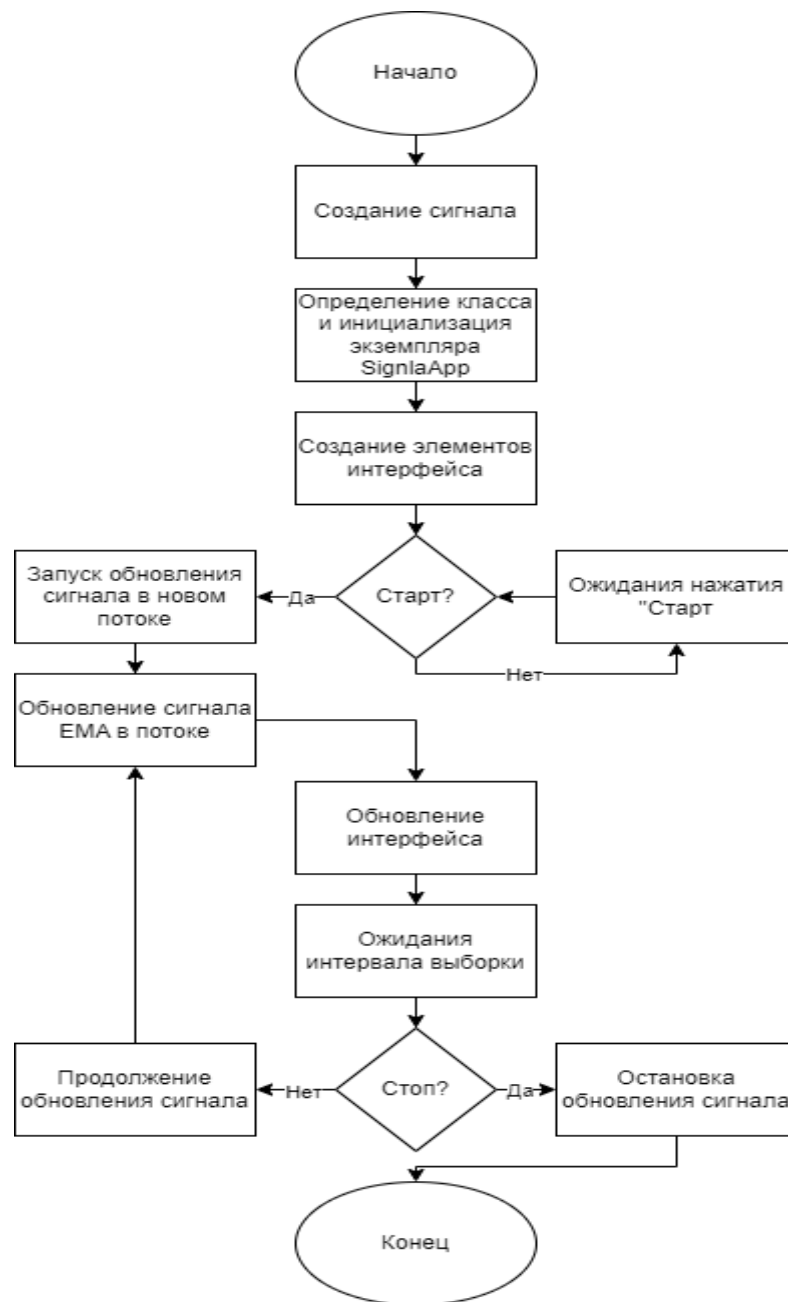 Начало
Создание сигнала
Определение класса
и инициализация
экземпляра
SignlaApp
Создание элементов
интерфейса
Запуск обновления
сигнала в новом
потоке
Да
Старт?
Ожидания нажатия
"Старт
Нет
Обновление сигнала
EMA в потоке
Обновление
интерфейса
Ожидания
интервала выборки
Продолжение
обновления сигнала
Нет
Стоп?
Да
Остановка
обновления сигнала
Конец